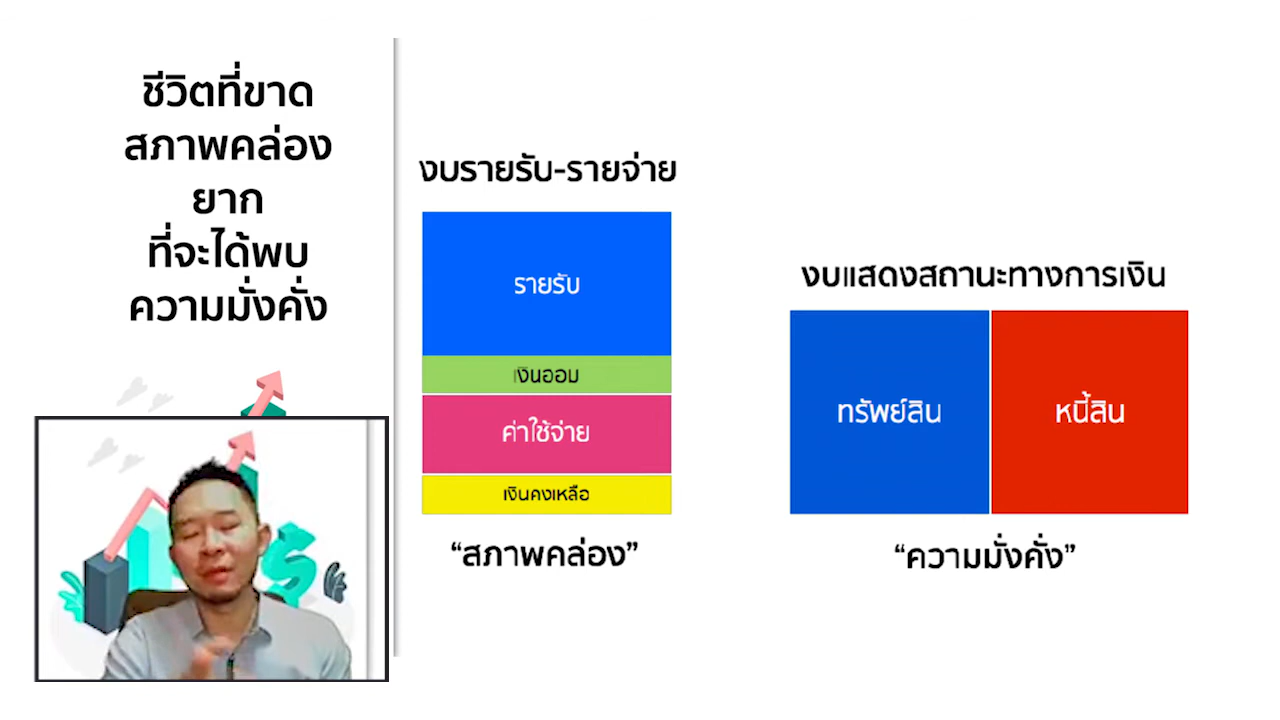 ชีวิตที่ขาด
สภาพคล่อง
ยาก
ที่จะได้พบ
ความมั่งคั่ง
งบรายรับ-รายจ่าย
รายรับ
เงินออม
ค่าใช้จ่าย
เงินคงเหลือ
“สภาพคล่อง”
งบแสดงสถานะทางการเงิน
ทรัพย์สิน
หนี้สิน
“ความมั่งคั่ง”